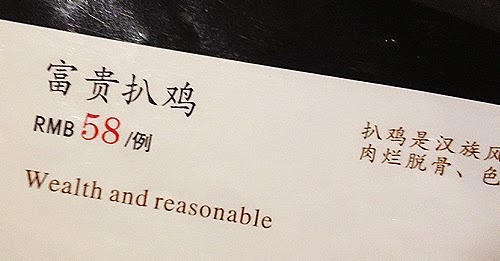 富贵扒鸡
RMB 58/例
Wealth and reasonable
扒鸡是汉族风
肉烂脱骨、色